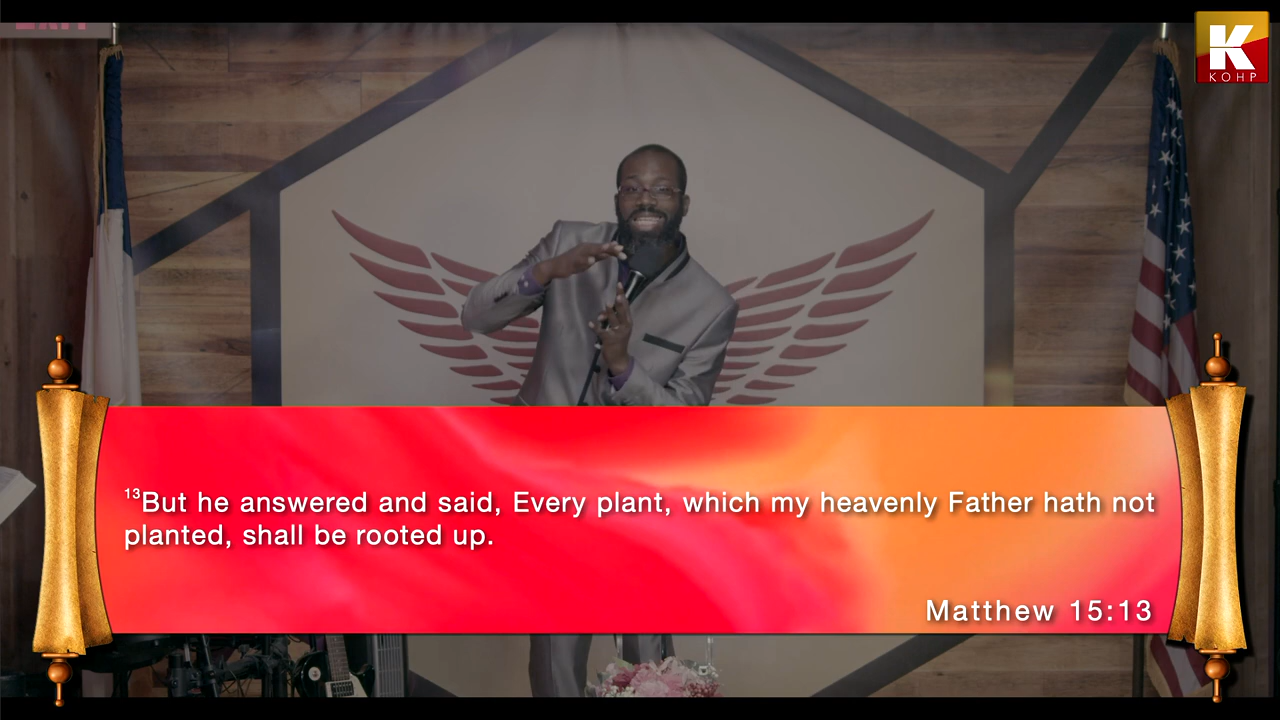 EXIT
K
KOHP
13But he answered and said, Every plant, which my heavenly Father hath not
planted, shall be rooted up.
Matthew 15:13